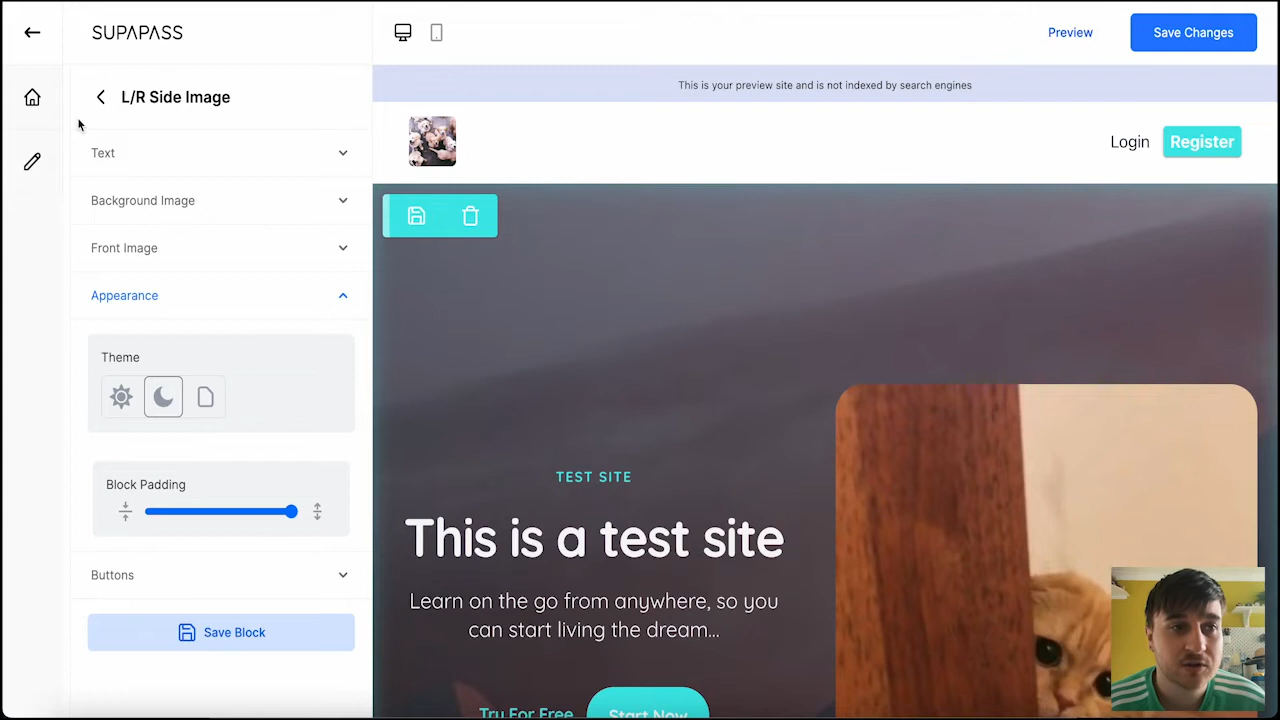 SUPAPASS
Preview
Save Changes
L/R Side Image
This is your preview site and is not indexed by search engines
Login
Register
Text
Background Image
Front Image
Appearance
Theme
Block Padding
Buttons
Save Block
TEST SITE
This is a test site
Learn on the go from anywhere, so you
can start living the dream...
Try For Free
Start Now